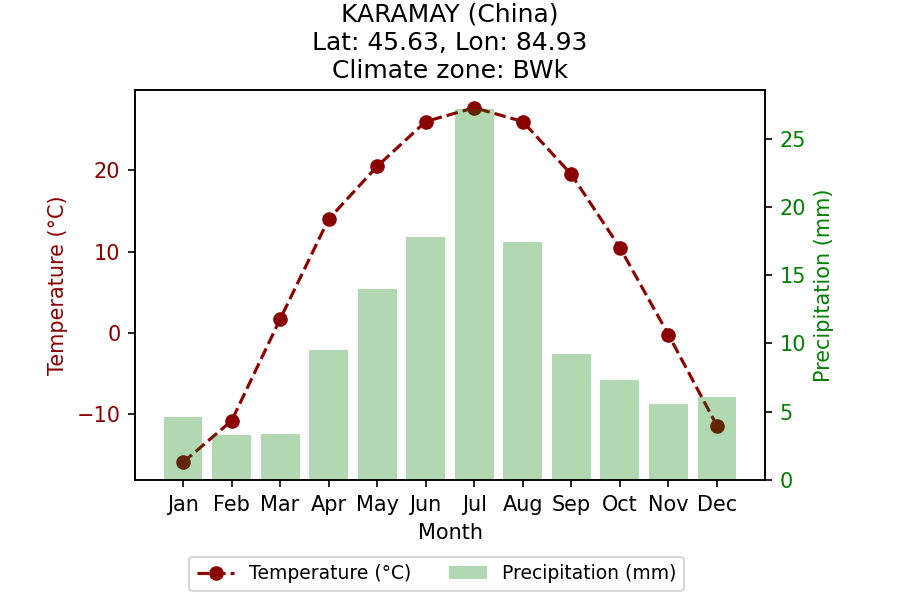 KARAMAY (China)
Lat: 45.63, Lon: 84.93
Climate zone: BWk
Temperature (°C)
20
10
0
−10
Precipitation (mm)
25
20
15
10
5
0
Jan Feb Mar Apr May Jun Jul Aug Sep Oct Nov Dec
Month
Temperature (°C) Precipitation (mm)